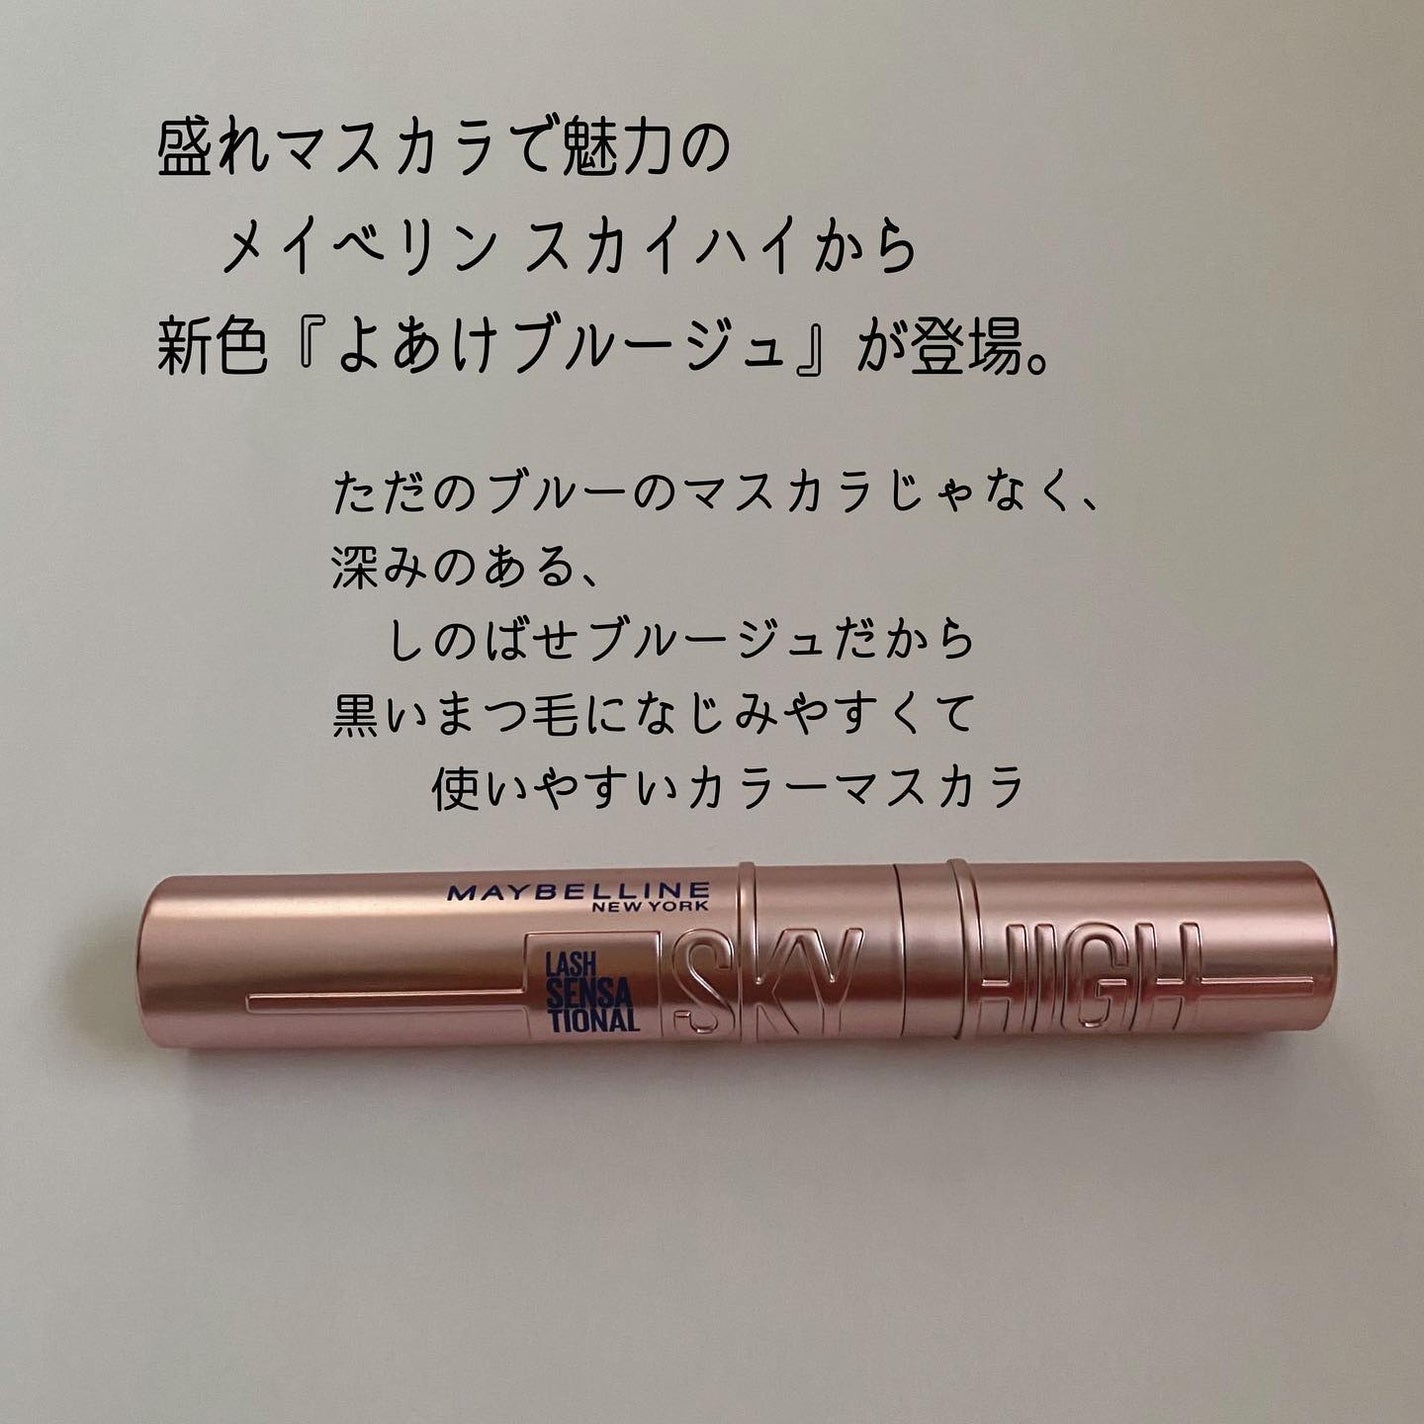 盛れマスカラで魅力の
メイベリン スカイハイから
新色『よあけブルージュ』が登場。
ただのブルーのマスカラじゃなく、
深みのある、
しのばせブルージュだから
黒いまつ毛になじみやすくて
使いやすいカラーマスカラ
MAYBELLINE
NEW YORK
LASH
SENSA
TIONAL
SKY HIGH